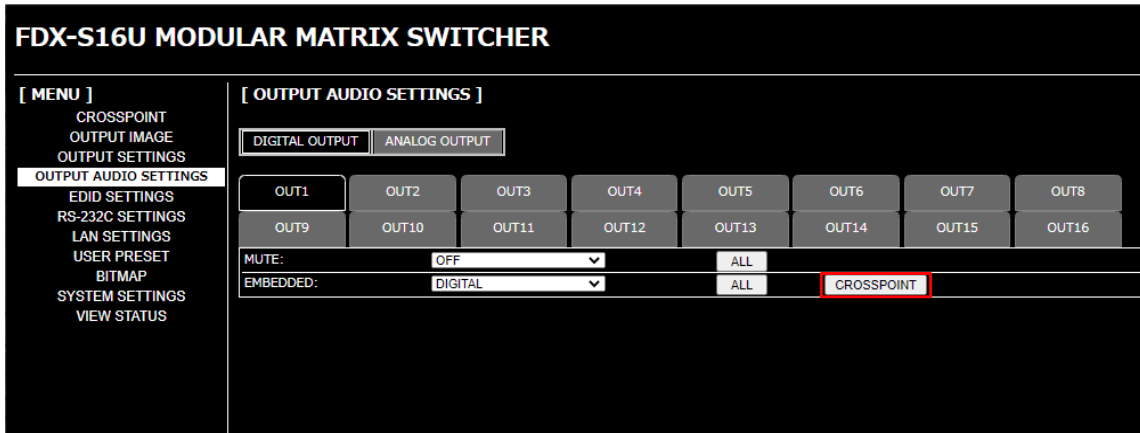 FDX-S16U MODULAR MATRIX SWITCHER
[ MENU ]
CROSSPOINT
OUTPUT IMAGE
OUTPUT SETTINGS
OUTPUT AUDIO SETTINGS
EDID SETTINGS
RS-232C SETTINGS
LAN SETTINGS
USER PRESET
BITMAP
SYSTEM SETTINGS
VIEW STATUS
[ OUTPUT AUDIO SETTINGS ]
DIGITAL OUTPUT ANALOG OUTPUT
OUT1 OUT2 OUT3 OUT4 OUT5 OUT6 OUT7 OUT8
OUT9 OUT10 OUT11 OUT12 OUT13 OUT14 OUT15 OUT16
MUTE: OFF ALL
EMBEDDED: DIGITAL ALL CROSSPOINT